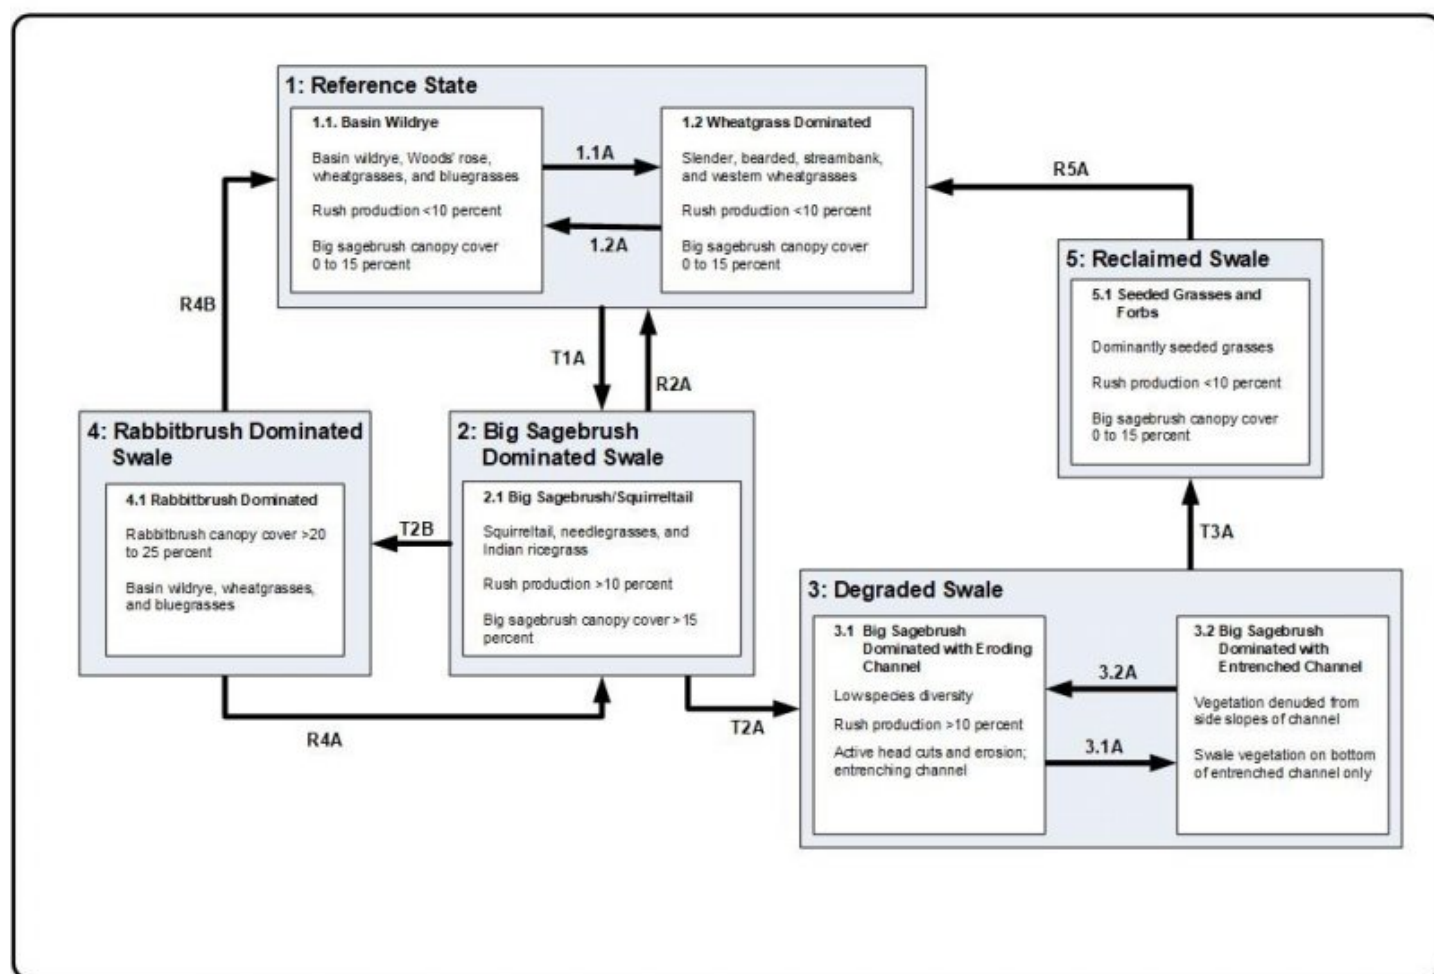 1: Reference State
1.1. Basin Wildrye
Basin wildrye, Woods' rose,
wheatgrasses, and bluegrasses
Rush production <10 percent
Big sagebrush canopy cover
0 to 15 percent
1.1A
1.2A
1.2 Wheatgrass Dominated
Slender, bearded, streambank,
and western wheatgrasses
Rush production <10 percent
Big sagebrush canopy cover
0 to 15 percent
R5A
R4B
T1A
R2A
5: Reclaimed Swale
5.1 Seeded Grasses and
Forbs
Dominantly seeded grasses
Rush production <10 percent
Big sagebrush canopy cover
0 to 15 percent
4: Rabbitbrush Dominated
Swale
4.1 Rabbitbrush Dominated
Rabbitbrush canopy cover >20
to 25 percent
Basin wildrye, wheatgrasses,
and bluegrasses
T2B
2: Big Sagebrush
Dominated Swale
2.1 Big Sagebrush/Squirreltail
Squirreltail, needlegrasses, and
Indian ricegrass
Rush production >10 percent
Big sagebrush canopy cover >15
percent
T3A
R4A
T2A
3: Degraded Swale
3.1 Big Sagebrush
Dominated with Eroding
Channel
Low species diversity
Rush production >10 percent
Active head cuts and erosion;
entrenching channel
3.2A
3.1A
3.2 Big Sagebrush
Dominated with
Entrenched Channel
Vegetation denuded from
side slopes of channel
Swale vegetation on bottom
of entrenched channel only